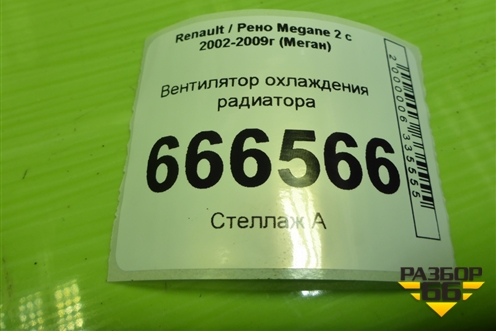 Renault / Рено Megane 2 с
2002-2009г (Меган)
Вентилятор охлаждения
радиатора
666566
Стеллаж А
2000006335555
РАЗБОР
66